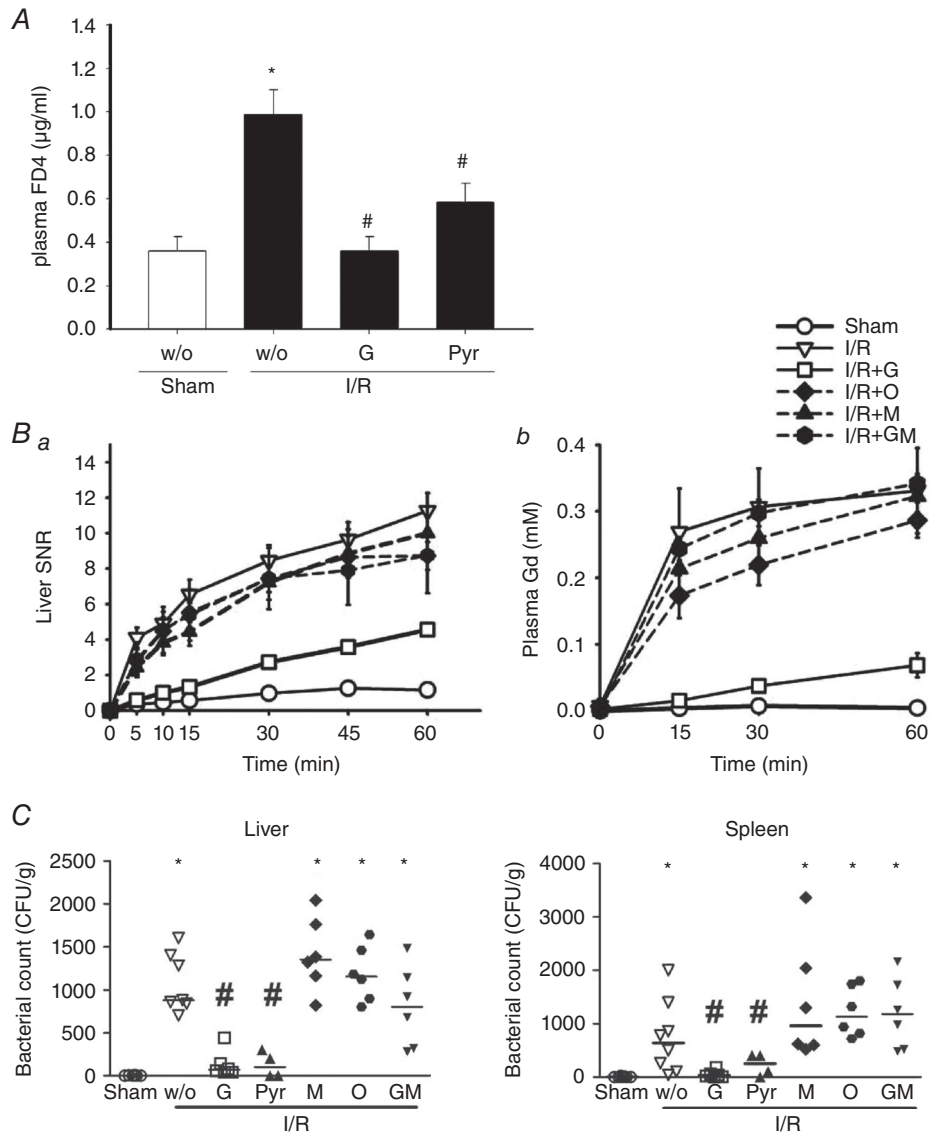 A
plasma FD4 (µg/ml)
1.4
1.2
1.0
0.8
0.6
0.4
0.2
0.0
*
#
#
w/o w/o G Pyr
Sham I/R
Sham
I/R
I/R+G
I/R+O
I/R+M
I/R+GM
B a
Liver SNR
14
12
10
8
6
4
2
0
0 5 10 15 30 45 60
Time (min)
b
Plasma Gd (mM)
0.4
0.3
0.2
0.1
0.0
0 15 30 60
Time (min)
C
Liver
Bacterial count (CFU/g)
2500
2000
1500
1000
500
0
* * * *
# #
Sham w/o G Pyr M O GM
I/R
Spleen
Bacterial count (CFU/g)
4000
3000
2000
1000
0
* * * *
# #
Sham w/o G Pyr M O GM
I/R